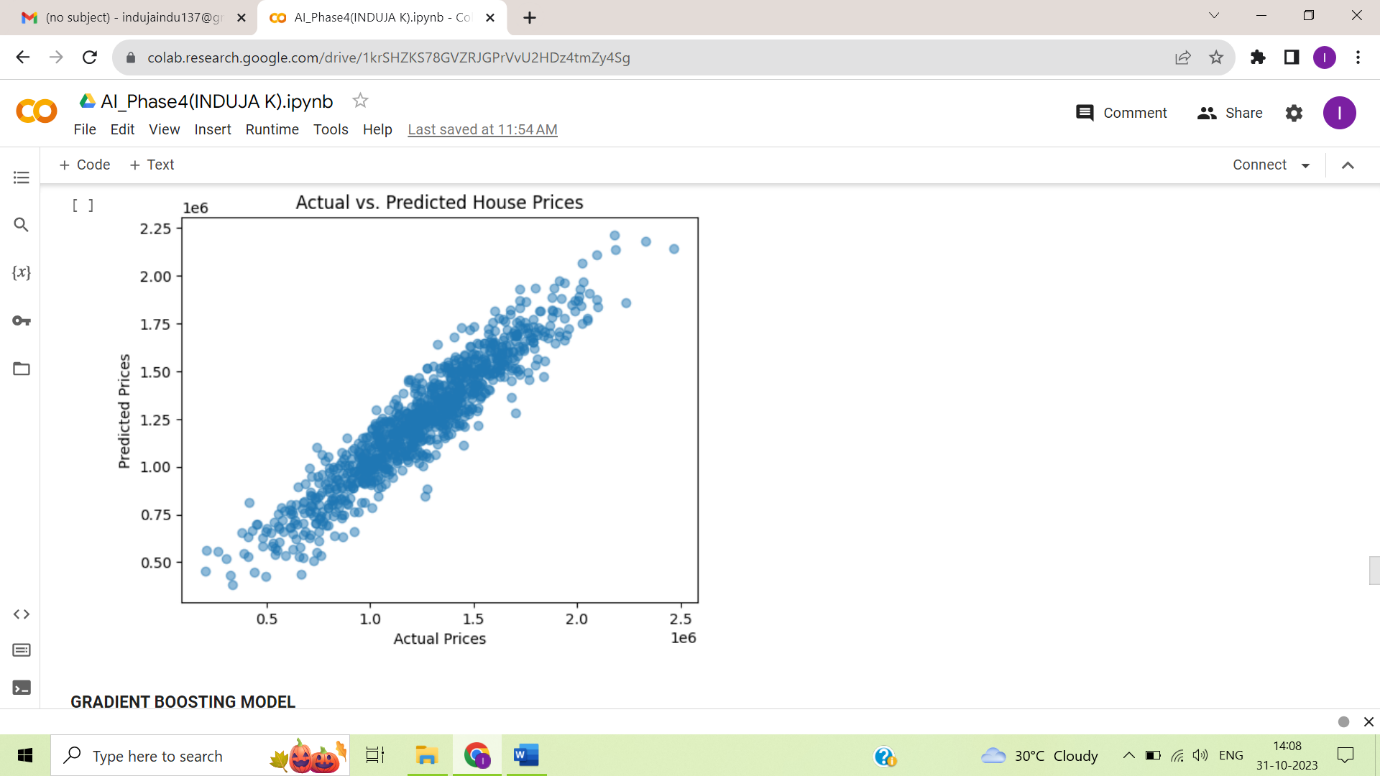 (no subject) - indujaindu137@gr
AI_Phase4(INDUJA K).ipynb - Co
colab.research.google.com/drive/1krSHZKS78GVZRJGPrVvU2HDz4tmZy4Sg
I
AI_Phase4(INDUJA K).ipynb
Comment
Share
I
File Edit View Insert Runtime Tools Help Last saved at 11:54 AM
+ Code + Text
Connect
{x}
[ ]
1e6
Actual vs. Predicted House Prices
2.25
2.00
1.75
1.50
1.25
1.00
0.75
0.50
Predicted Prices
0.5 1.0 1.5 2.0 2.5
Actual Prices
1e6
GRADIENT BOOSTING MODEL
Type here to search
30°C Cloudy
ENG
14:08
31-10-2023